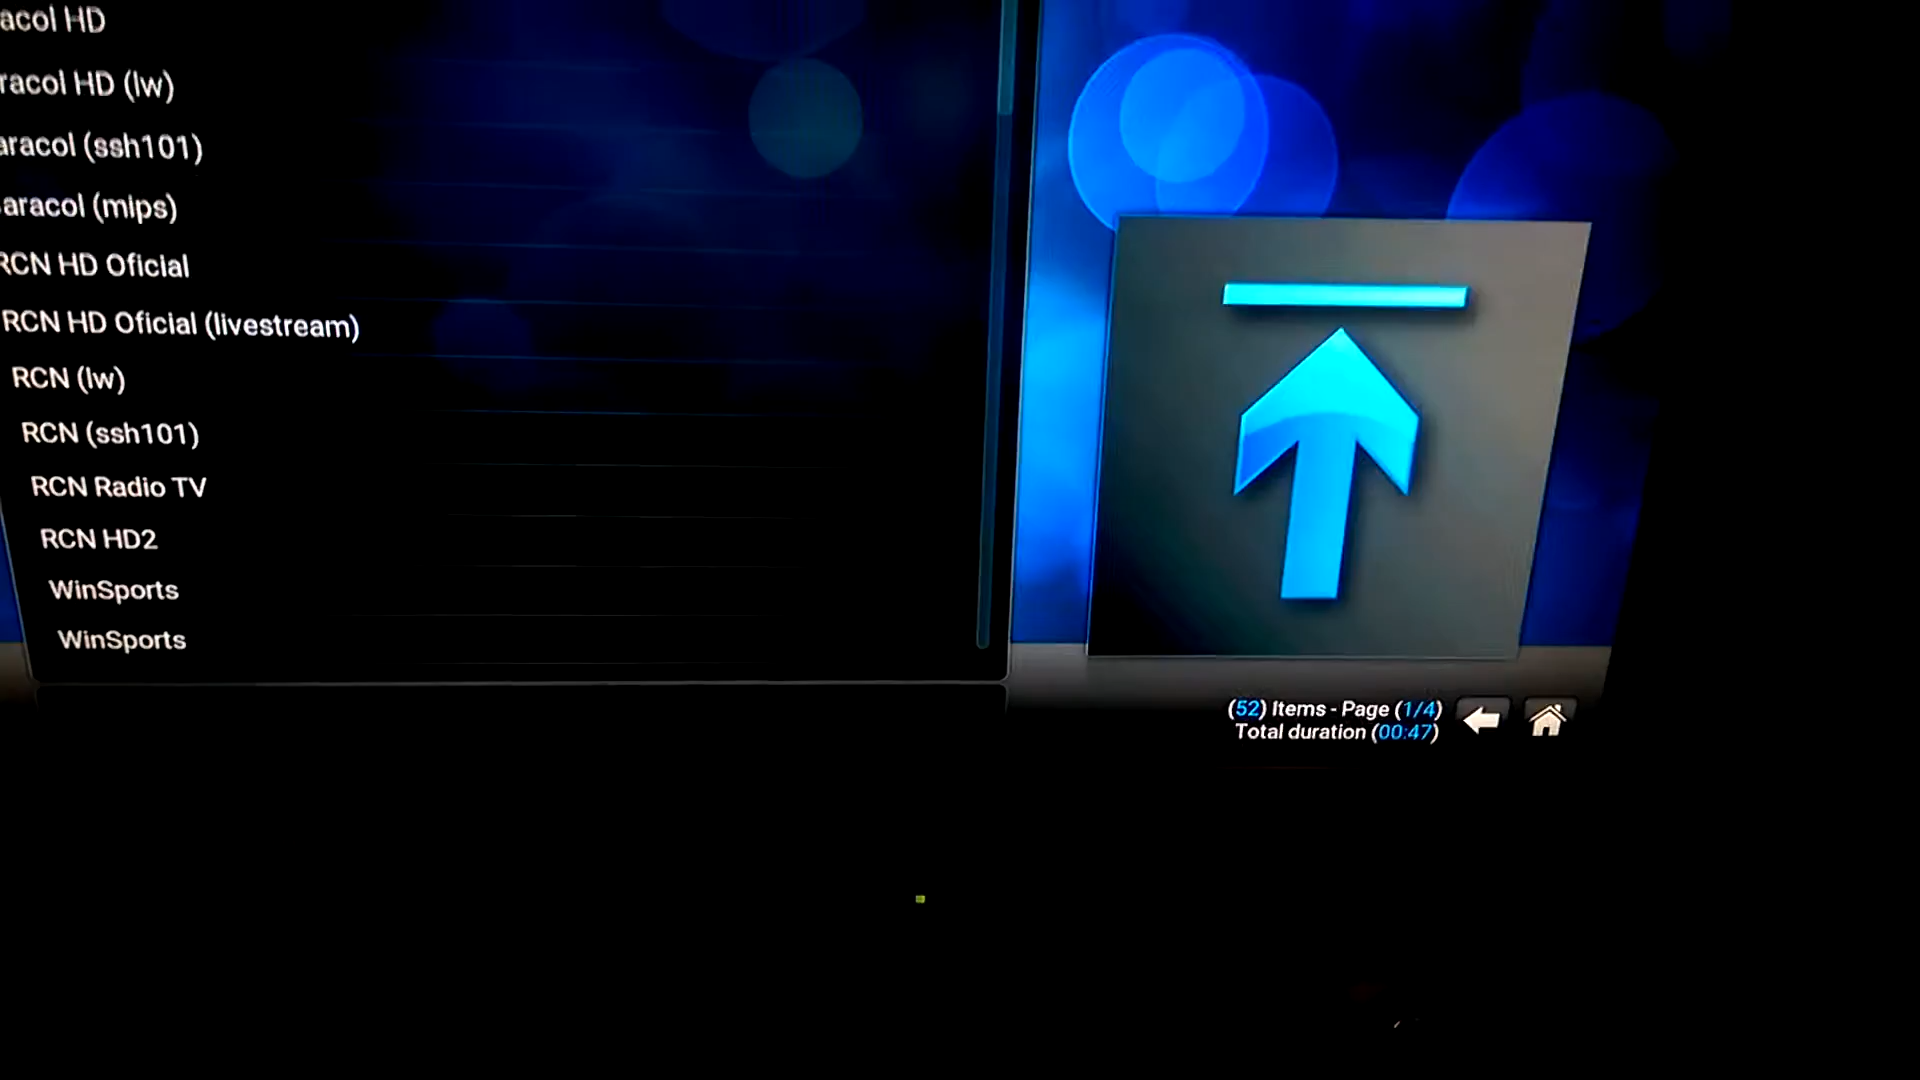 acol HD
racol HD (lw)
aracol (ssh101)
aracol (mips)
RCN HD Oficial
RCN HD Oficial (livestream)
RCN (lw)
RCN (ssh101)
RCN Radio TV
RCN HD2
WinSports
WinSports
(52) Items - Page (1/4)
Total duration (00:47)